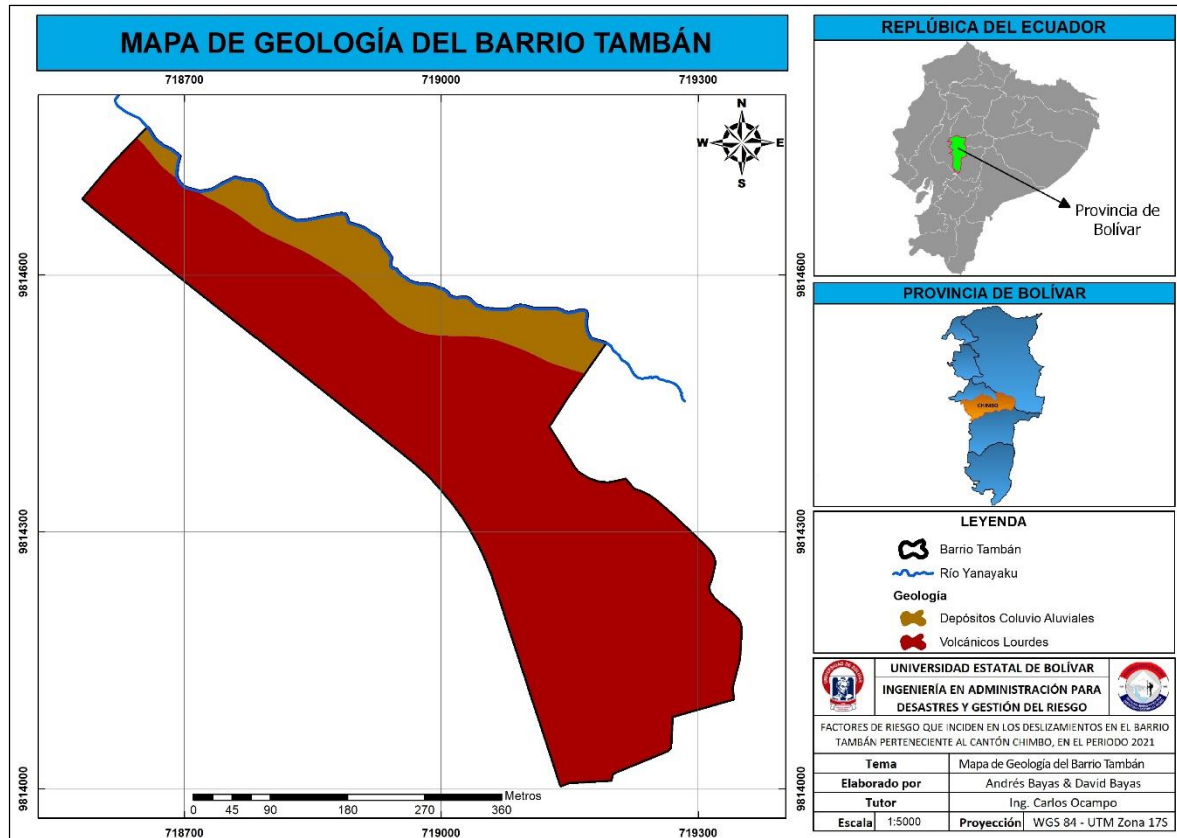 MAPA DE GEOLOGÍA DEL BARRIO TAMBÁN
718700 719000 719300
N
W E
S
9814600 9814600
9814300 9814300
9814000 9814000
Metros
0 45 90 180 270 360
718700 719000 719300
REPLÚBICA DEL ECUADOR
Provincia de
Bolívar
PROVINCIA DE BOLÍVAR
CHIMBO
LEYENDA
Barrio Tambán
Río Yanayaku
Geología
Depósitos Coluvio Aluviales
Volcánicos Lourdes
UNIVERSIDAD ESTATAL DE BOLÍVAR
INGENIERÍA EN ADMINISTRACIÓN PARA
DESASTRES Y GESTIÓN DEL RIESGO
FACTORES DE RIESGO QUE INCIDEN EN LOS DESLIZAMIENTOS EN EL BARRIO
TAMBÁN PERTENECIENTE AL CANTÓN CHIMBO, EN EL PERIODO 2021
Tema Mapa de Geología del Barrio Tambán
Elaborado por Andrés Bayas & David Bayas
Tutor Ing. Carlos Ocampo
Escala 1:5000 Proyección WGS 84 - UTM Zona 17S